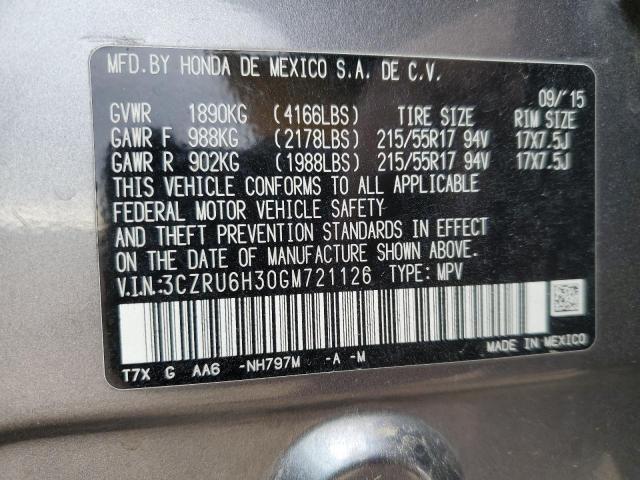 MFD.BY HONDA DE MEXICO S.A. DE C.V.
09/'15
GVWR 1890KG (4166LBS) TIRE SIZE RIM SIZE
GAWR F 988KG (2178LBS) 215/55R17 94V 17X7.5J
GAWR R 902KG (1988LBS) 215/55R17 94V 17X7.5J
THIS VEHICLE CONFORMS TO ALL APPLICABLE
FEDERAL MOTOR VEHICLE SAFETY
AND THEFT PREVENTION STANDARDS IN EFFECT
ON THE DATE OF MANUFACTURE SHOWN ABOVE.
V.I.N:3CZRU6H30GM721126 TYPE: MPV
MADE IN MEXICO
T7X G AA6 -NH797M -A -M